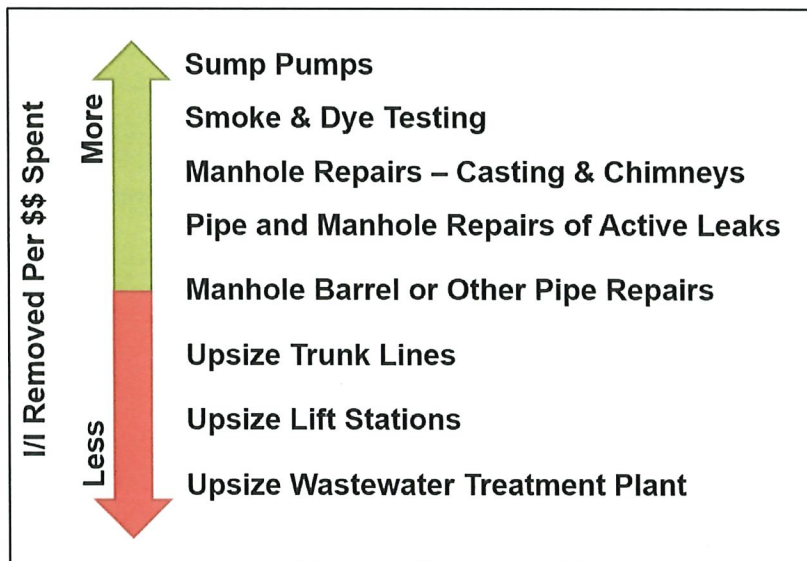 I/I Removed Per $$ Spent
More
Less
Sump Pumps
Smoke & Dye Testing
Manhole Repairs – Casting & Chimneys
Pipe and Manhole Repairs of Active Leaks
Manhole Barrel or Other Pipe Repairs
Upsize Trunk Lines
Upsize Lift Stations
Upsize Wastewater Treatment Plant